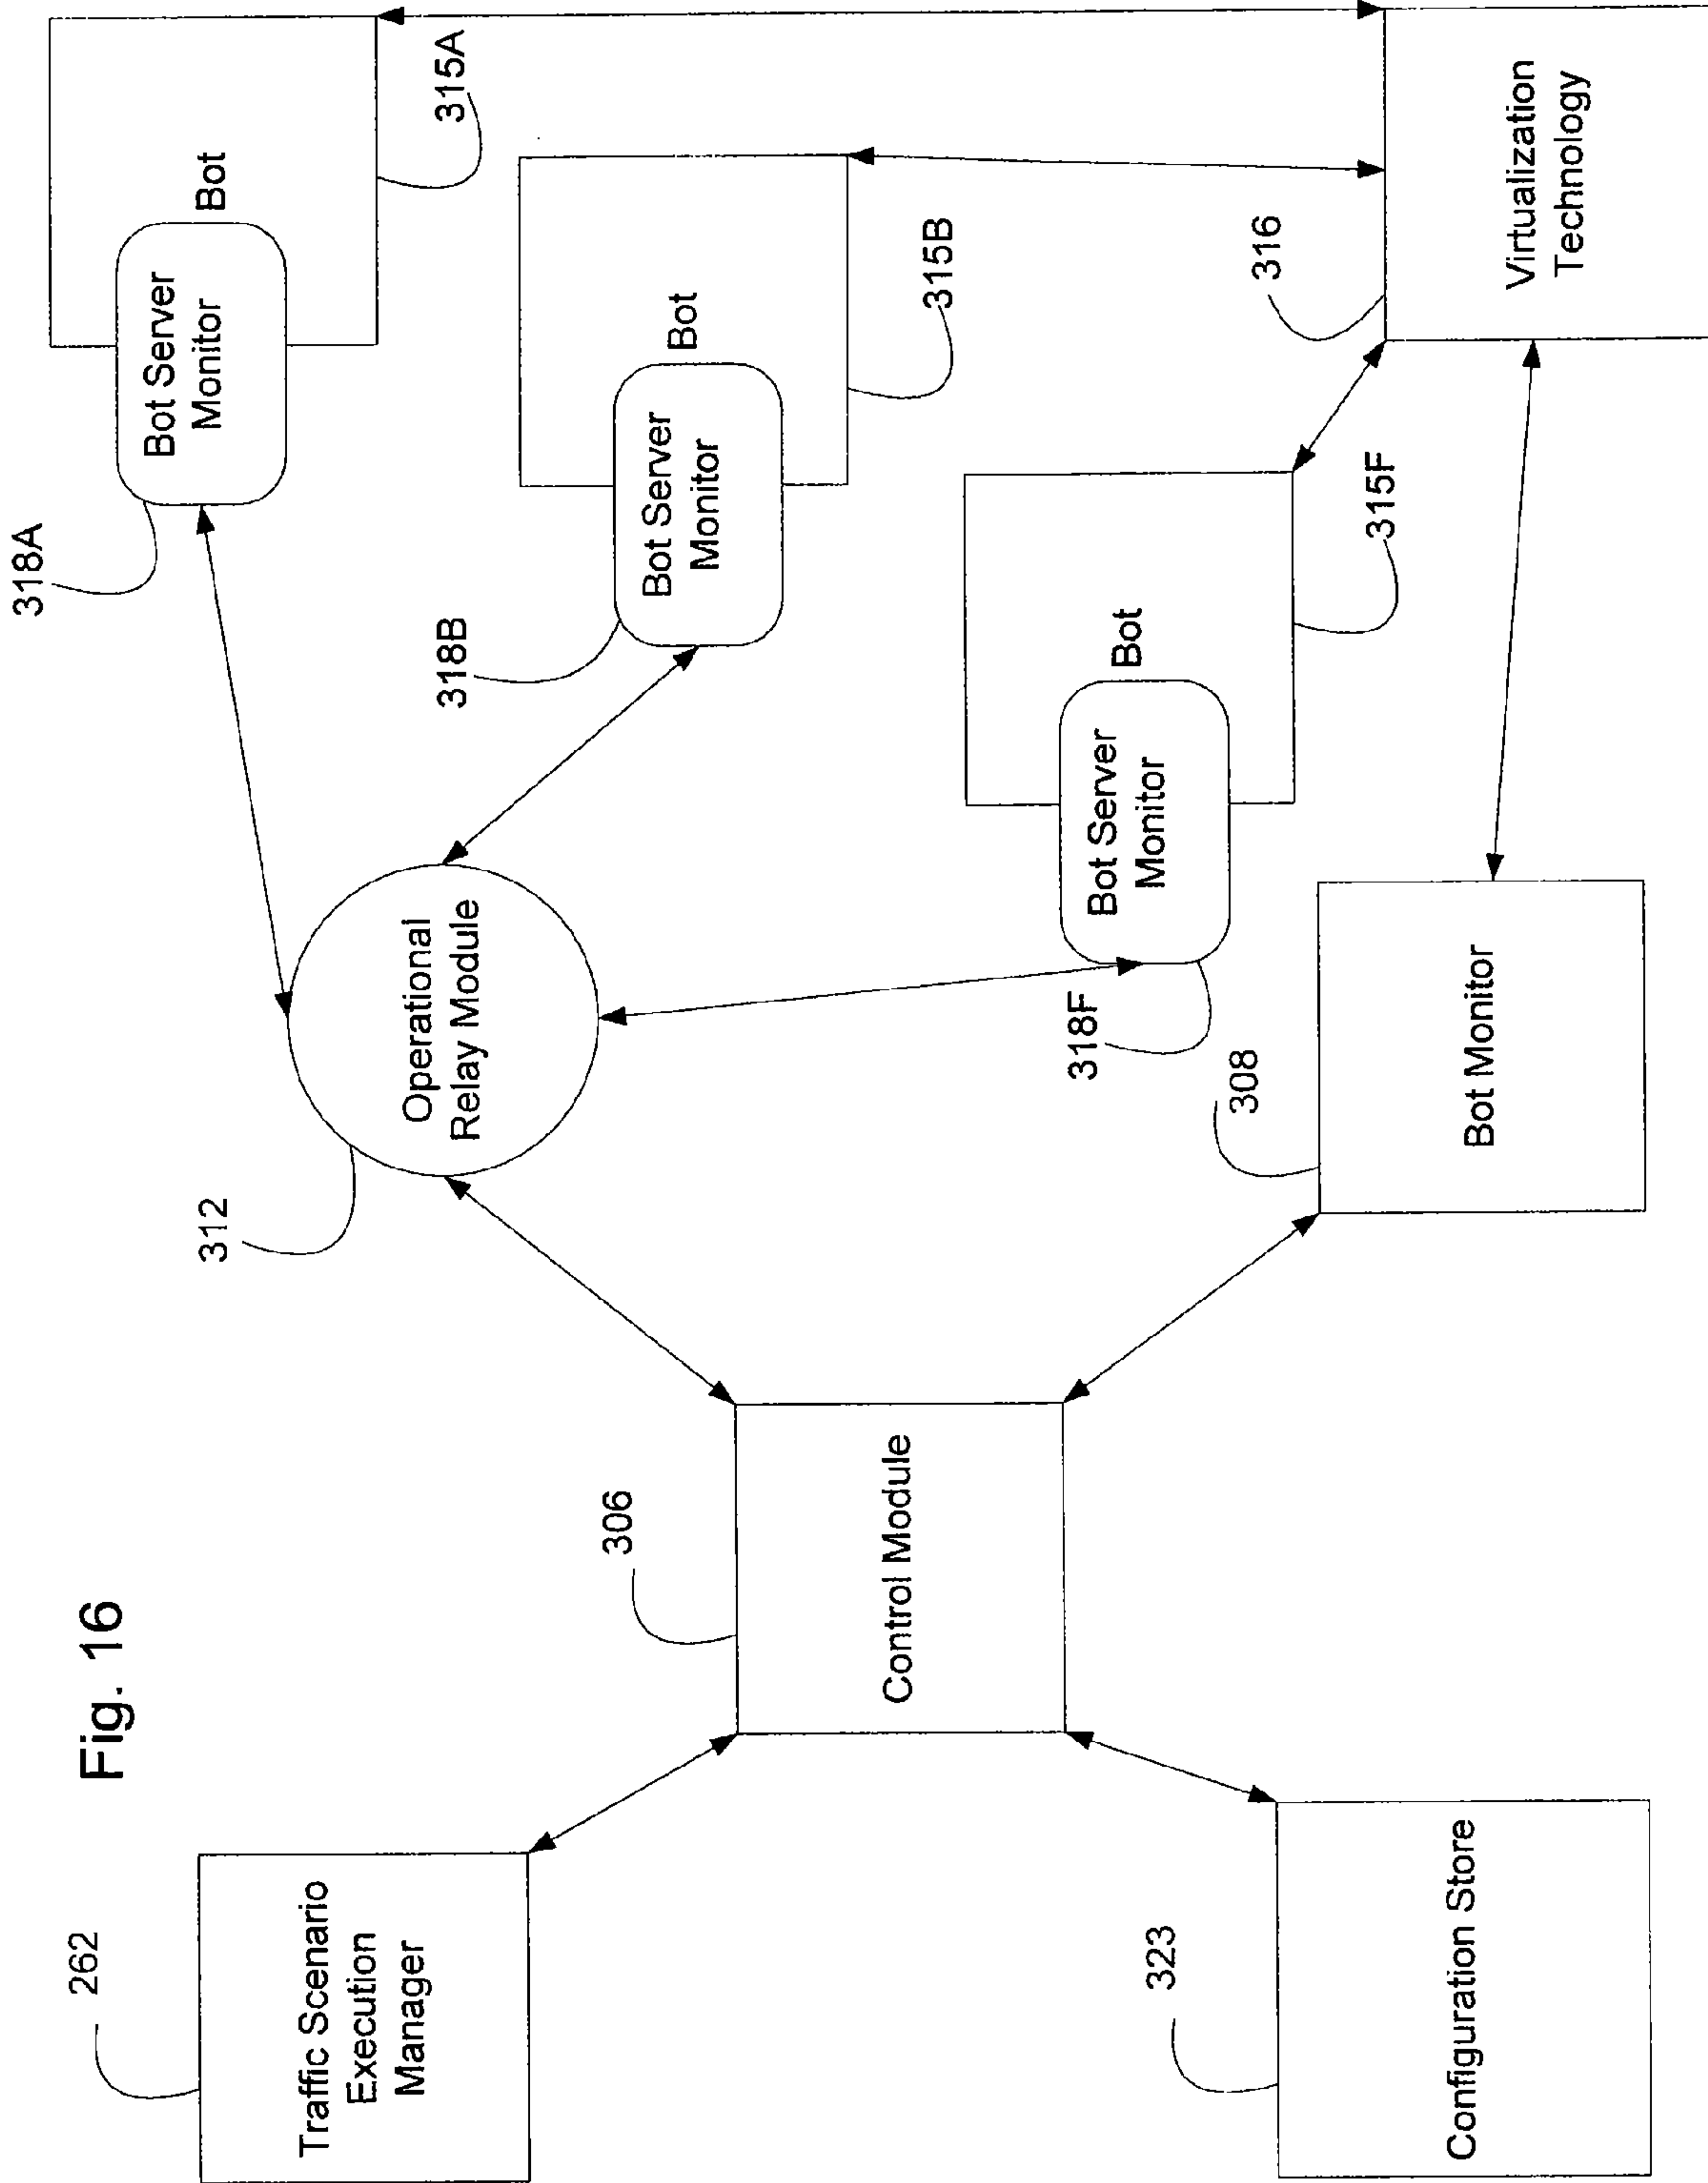 Fig. 16
262
Traffic Scenario
Execution
Manager
323
Configuration Store
306
Control Module
312
Operational
Relay Module
308
Bot Monitor
318A
Bot Server
Monitor
Bot
315A
318B
Bot Server
Monitor
Bot
315B
318F
Bot Server
Monitor
Bot
315F
316
Virtualization
Technology